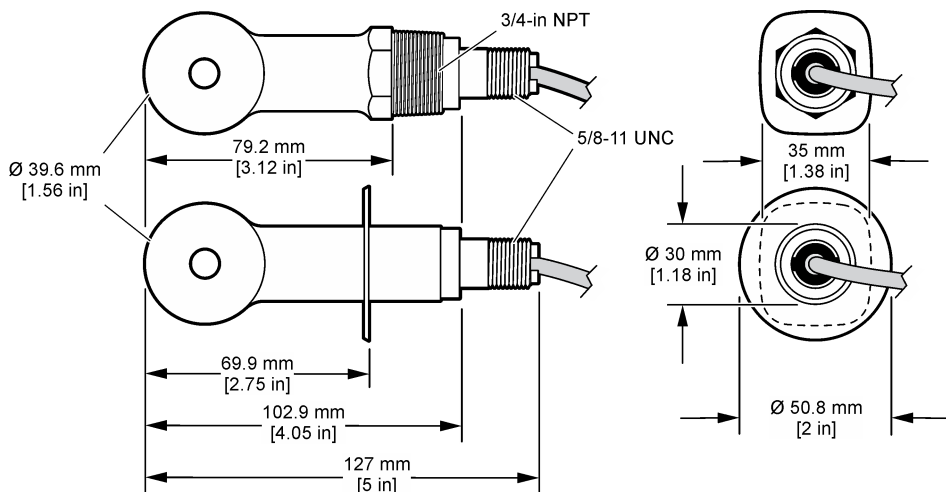 3/4-in NPT
79.2 mm
[3.12 in]
5/8-11 UNC
35 mm
[1.38 in]
Ø 39.6 mm
[1.56 in]
Ø 30 mm
[1.18 in]
69.9 mm
[2.75 in]
102.9 mm
[4.05 in]
Ø 50.8 mm
[2 in]
127 mm
[5 in]